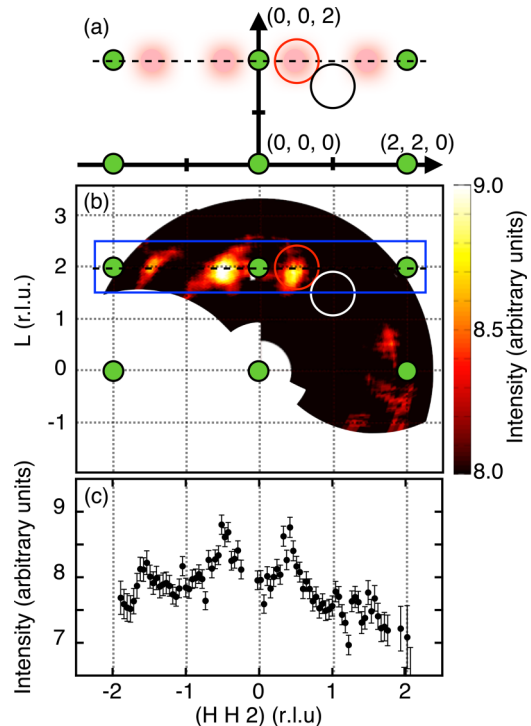 (a)
(0, 0, 2)
(0, 0, 0)
(2, 2, 0)
(b)
L (r.l.u.)
3
2
1
0
-1
9.0
8.5
8.0
Intensity (arbitrary units)
(c)
Intensity (arbitrary units)
9
8
7
-2
-1
0
1
2
(H H 2) (r.l.u)